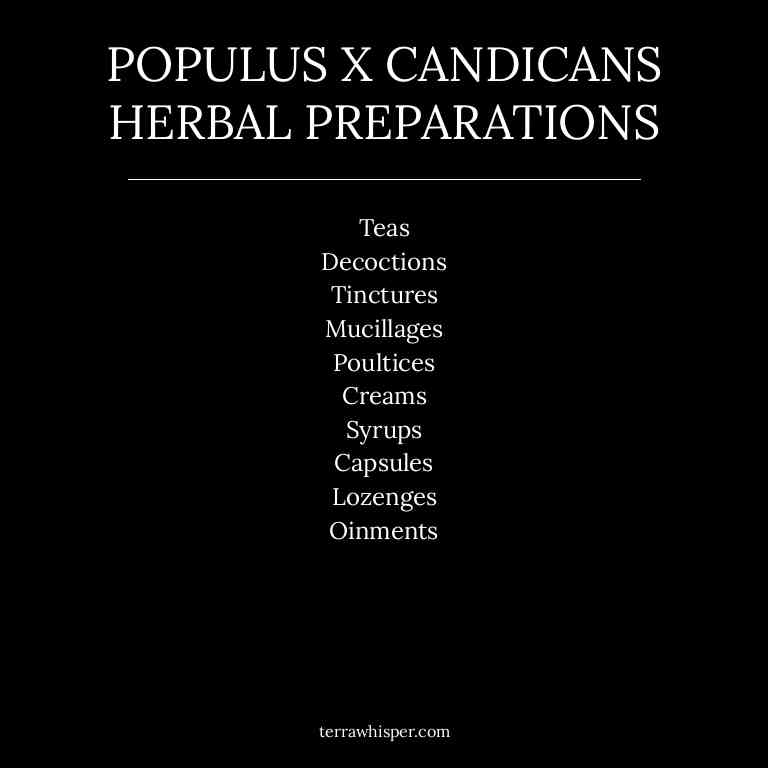 POPULUS X CANDICANS
HERBAL PREPARATIONS
Teas
Decoctions
Tinctures
Mucillages
Poultices
Creams
Syrups
Capsules
Lozenges
Oinments
terrawhisper.com